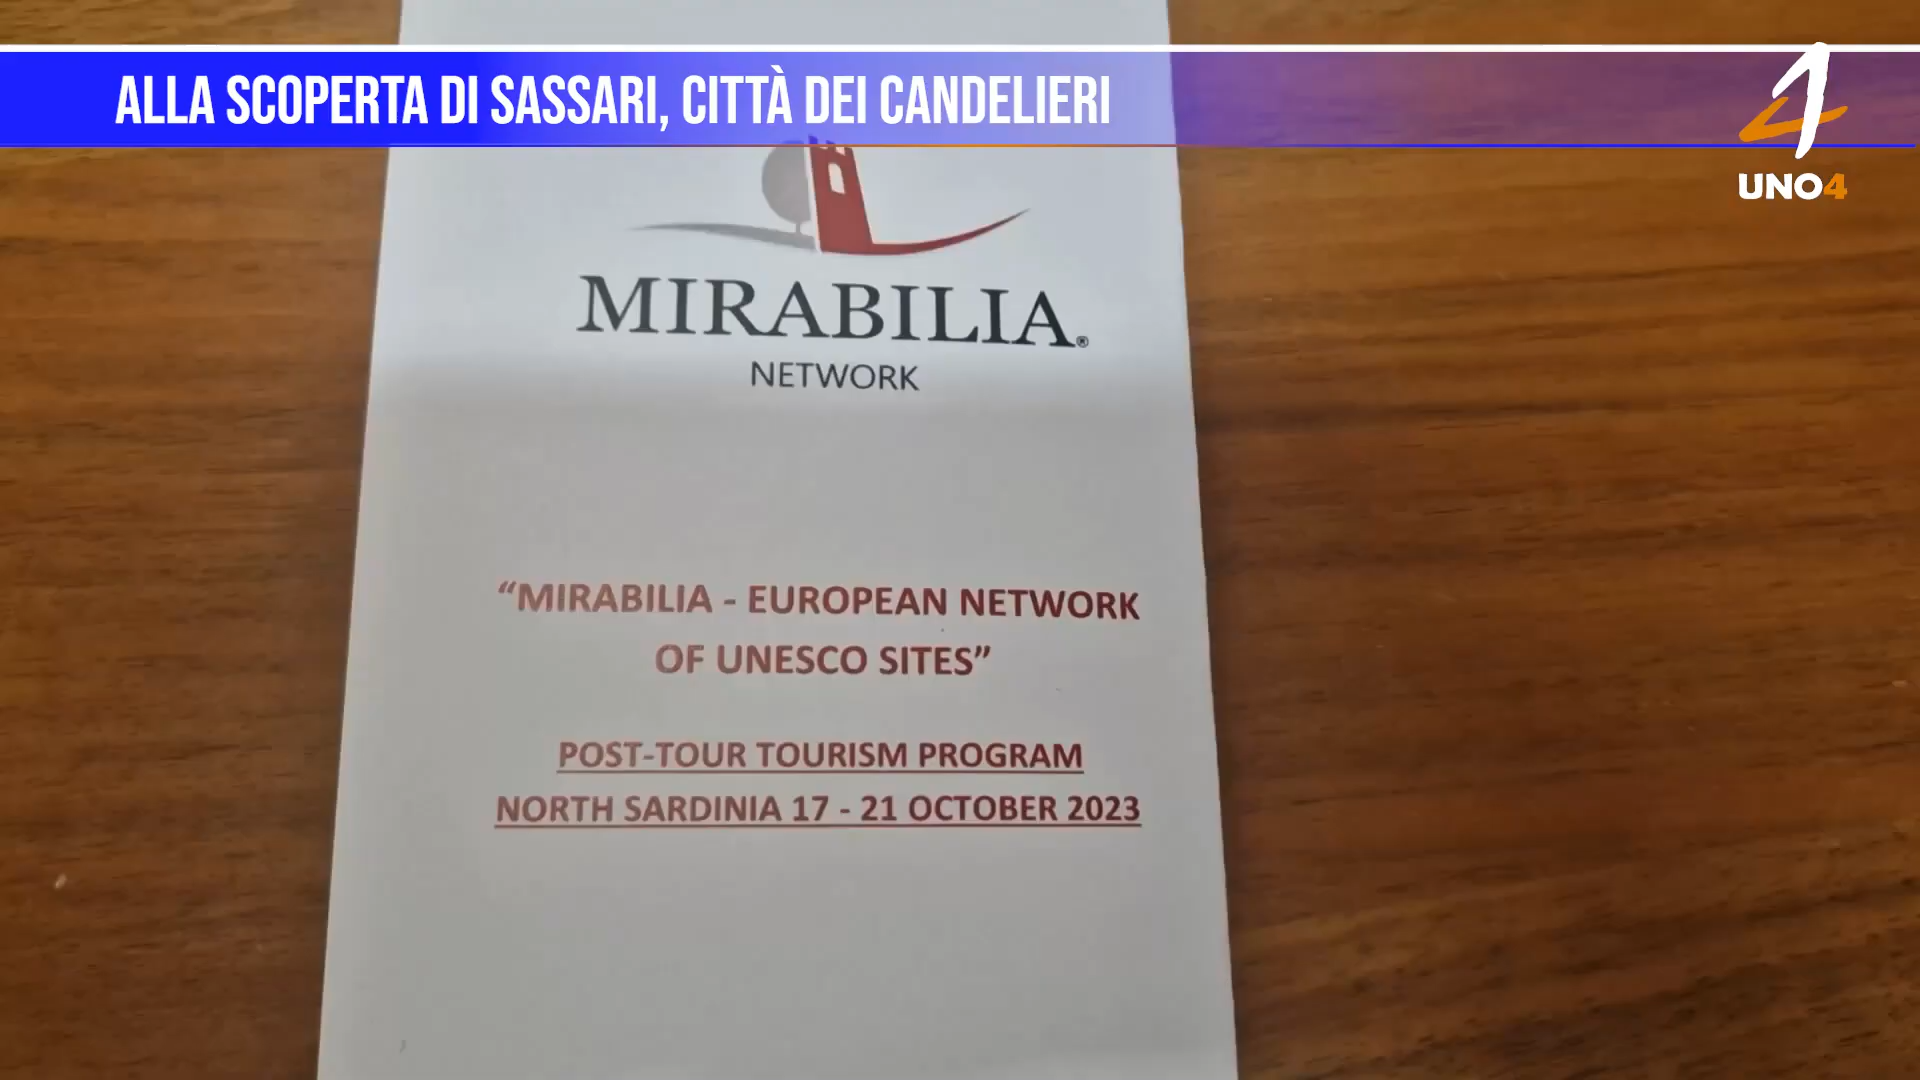 ALLA SCOPERTA DI SASSARI, CITTÀ DEI CANDELIERI
UNO4
MIRABILIA®
NETWORK
“MIRABILIA - EUROPEAN NETWORK
OF UNESCO SITES”
POST-TOUR TOURISM PROGRAM
NORTH SARDINIA 17 - 21 OCTOBER 2023